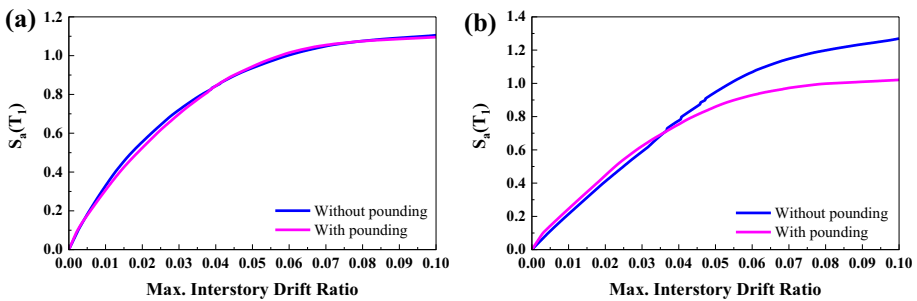 (a)
1.2
1.0
0.8
0.6
0.4
0.2
0.0
Sa(T1)
Without pounding
With pounding
0.00 0.01 0.02 0.03 0.04 0.05 0.06 0.07 0.08 0.09 0.10
Max. Interstory Drift Ratio
(b)
1.4
1.2
1.0
0.8
0.6
0.4
0.2
0.0
Sa(T1)
Without pounding
With pounding
0.00 0.01 0.02 0.03 0.04 0.05 0.06 0.07 0.08 0.09 0.10
Max. Interstory Drift Ratio